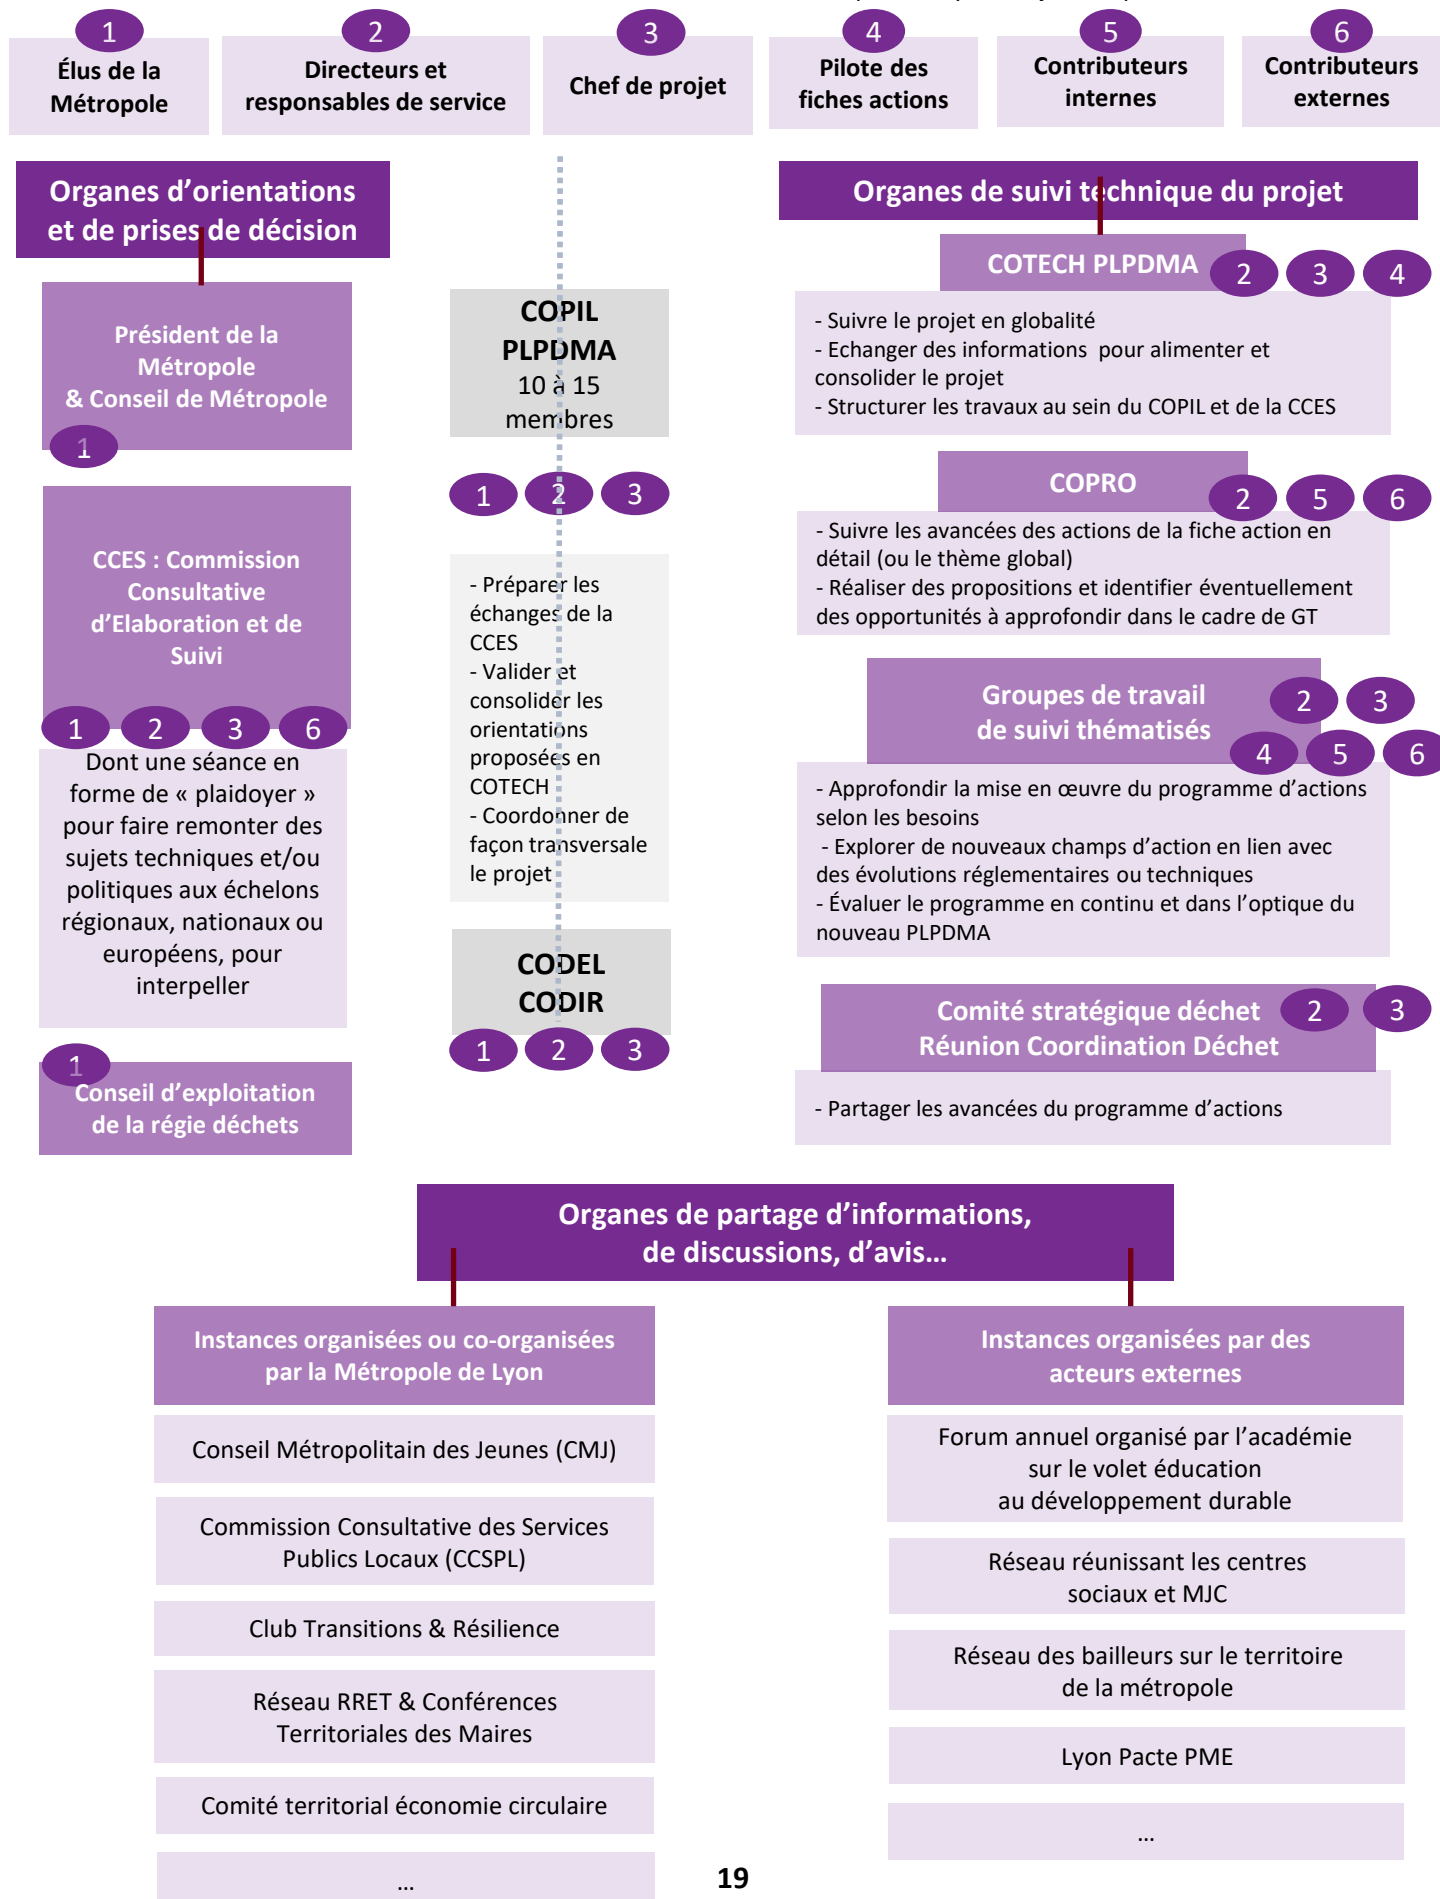 1
2
3
4
5
6
Élus de la
Métropole
Directeurs et
responsables de service
Chef de projet
Pilote des
fiches actions
Contributeurs
internes
Contributeurs
externes
Organes d’orientations
et de prises de décision
Président de la
Métropole
& Conseil de Métropole
1
CCES : Commission
Consultative
d’Elaboration et de
Suivi
1 2 3 6
Dont une séance en
forme de « plaidoyer »
pour faire remonter des
sujets techniques et/ou
politiques aux échelons
régionaux, nationaux ou
européens, pour
interpeller
1
Conseil d’exploitation
de la régie déchets
COPIL
PLPDMA
10 à 15
membres
1 2 3
- Préparer les
échanges de la
CCES
- Valider et
consolider les
orientations
proposées en
COTECH
- Coordonner de
façon transversale
le projet
CODEL
CODIR
1 2 3
Organes de suivi technique du projet
COTECH PLPDMA
2 3 4
- Suivre le projet en globalité
- Echanger des informations  pour alimenter et
consolider le projet
- Structurer les travaux au sein du COPIL et de la CCES
COPRO
2 5 6
- Suivre les avancées des actions de la fiche action en
détail (ou le thème global)
- Réaliser des propositions et identifier éventuellement
des opportunités à approfondir dans le cadre de GT
Groupes de travail
de suivi thématisés
2 3
4 5 6
- Approfondir la mise en œuvre du programme d’actions
selon les besoins
- Explorer de nouveaux champs d’action en lien avec
des évolutions réglementaires ou techniques
- Évaluer le programme en continu et dans l’optique du
nouveau PLPDMA
Comité stratégique déchet
Réunion Coordination Déchet
2 3
- Partager les avancées du programme d’actions
Organes de partage d’informations,
de discussions, d’avis…
Instances organisées ou co-organisées
par la Métropole de Lyon
Conseil Métropolitain des Jeunes (CMJ)
Commission Consultative des Services
Publics Locaux (CCSPL)
Club Transitions & Résilience
Réseau RRET & Conférences
Territoriales des Maires
Comité territorial économie circulaire
…
Instances organisées par des
acteurs externes
Forum annuel organisé par l’académie
sur le volet éducation
au développement durable
Réseau réunissant les centres
sociaux et MJC
Réseau des bailleurs sur le territoire
de la métropole
Lyon Pacte PME
…
19